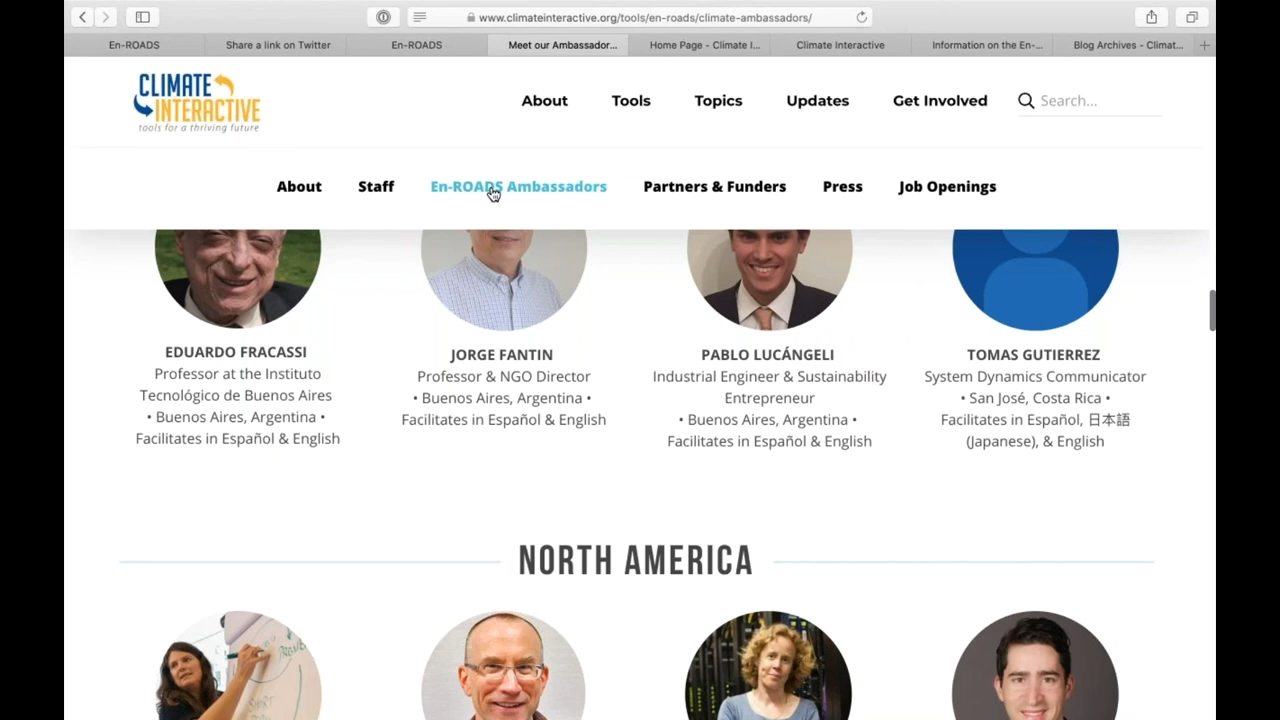 www.climateinteractive.org/tools/en-roads/climate-ambassadors/
En-ROADS
Share a link on Twitter
En-ROADS
Meet our Ambassador...
Home Page - Climate I...
Climate Interactive
Information on the En-...
Blog Archives - Climat...
CLIMATE
INTERACTIVE
tools for a thriving future
About
Tools
Topics
Updates
Get Involved
Search...
About
Staff
En-ROADS Ambassadors
Partners & Funders
Press
Job Openings
EDUARDO FRACASSI
Professor at the Instituto
Tecnológico de Buenos Aires
• Buenos Aires, Argentina •
Facilitates in Español & English
JORGE FANTIN
Professor & NGO Director
• Buenos Aires, Argentina •
Facilitates in Español & English
PABLO LUCÁNGELI
Industrial Engineer & Sustainability
Entrepreneur
• Buenos Aires, Argentina •
Facilitates in Español & English
TOMAS GUTIERREZ
System Dynamics Communicator
• San José, Costa Rica •
Facilitates in Español, 日本語
(Japanese), & English
NORTH AMERICA